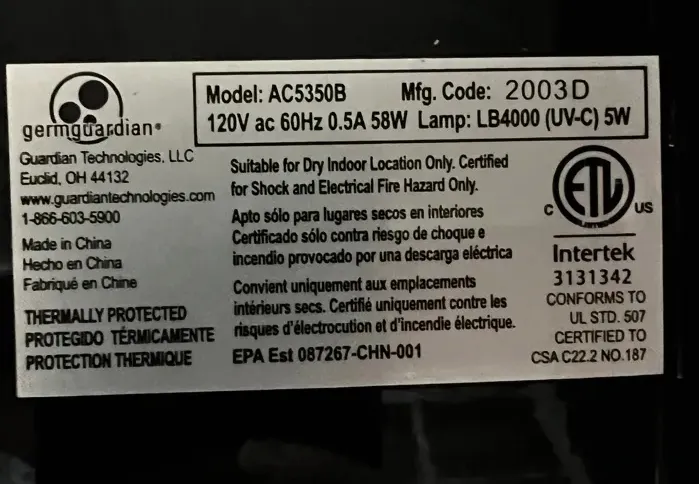 germguardian®
Guardian Technologies, LLC
Euclid, OH 44132
www.guardiantechnologies.com
1-866-603-5900
Made in China
Hecho en China
Fabriqué en Chine
THERMALLY PROTECTED
PROTEGIDO TÉRMICAMENTE
PROTECTION THERMIQUE
Model: AC5350B Mfg. Code: 2003D
120V ac 60Hz 0.5A 58W Lamp: LB4000 (UV-C) 5W
Suitable for Dry Indoor Location Only. Certified
for Shock and Electrical Fire Hazard Only.
Apto sólo para lugares secos en interiores
Certificado sólo contra riesgo de choque e
incendio provocado por una descarga eléctrica
Convient uniquement aux emplacements
intérieurs secs. Certifié uniquement contre les
risques d'électrocution et d'incendie électrique.
EPA Est 087267-CHN-001
C ETL US
Intertek
3131342
CONFORMS TO
UL STD. 507
CERTIFIED TO
CSA C22.2 NO.187